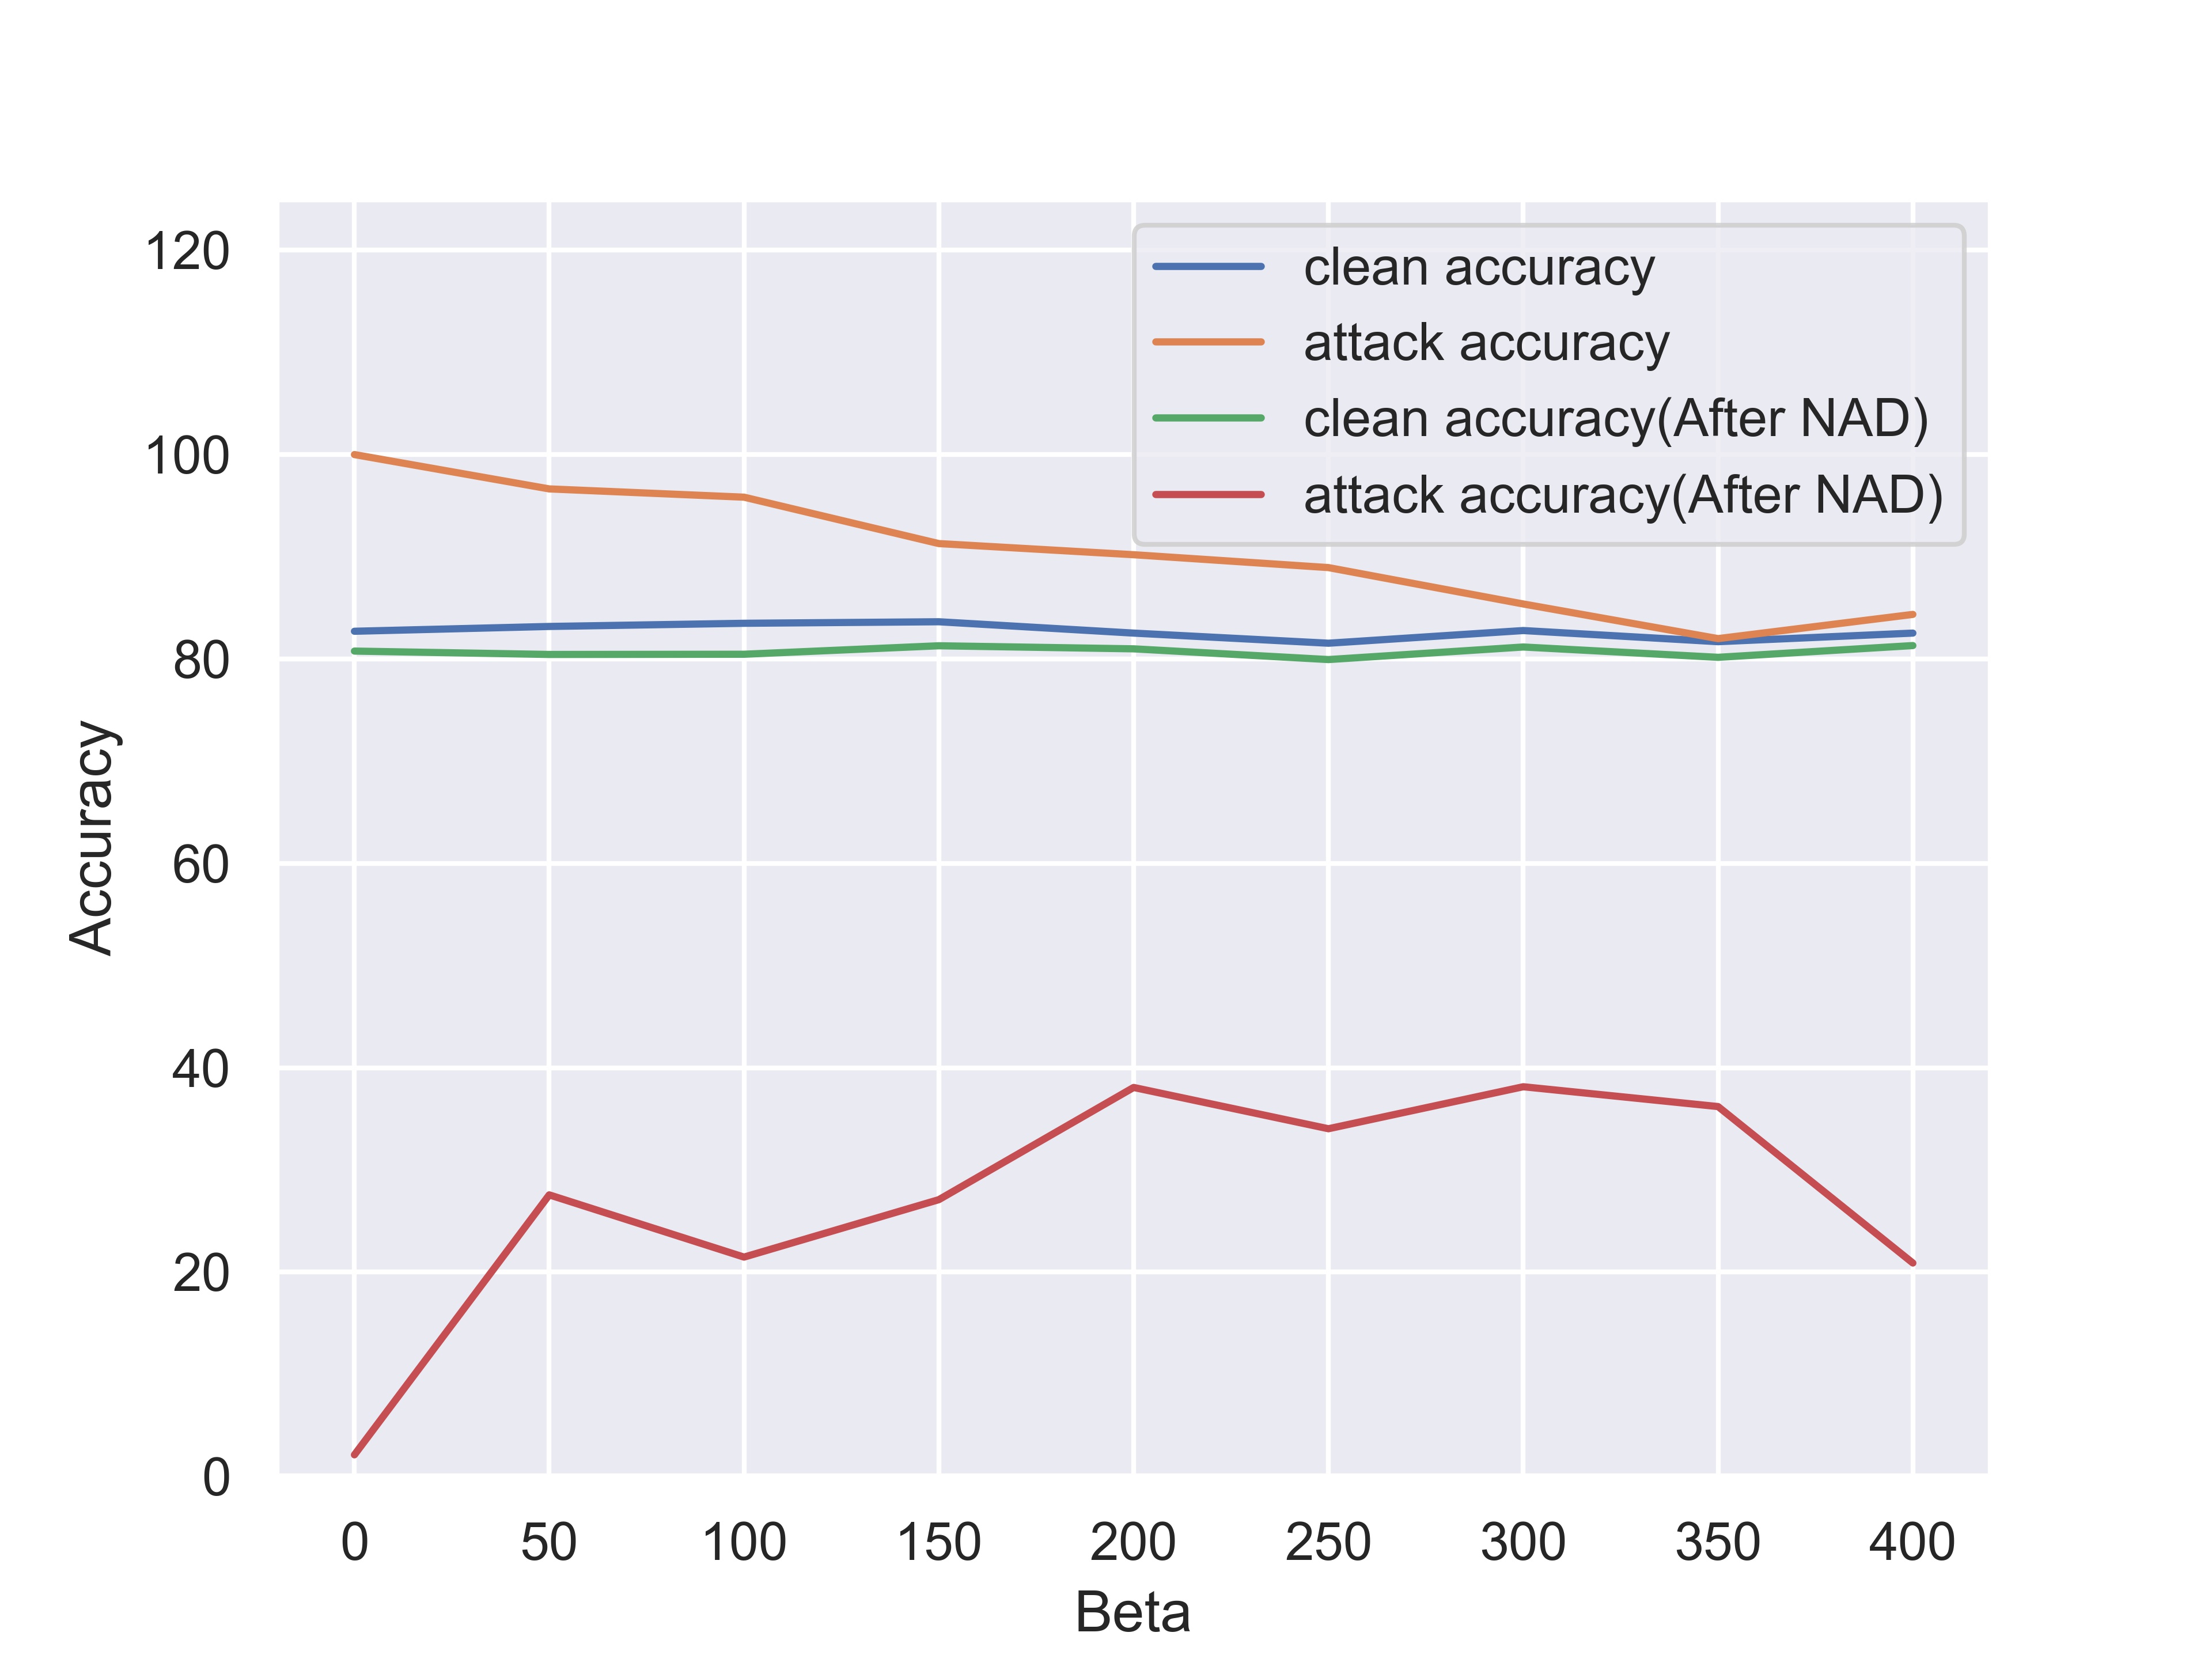 120
100
80
60
40
20
0
Accuracy
clean accuracy
attack accuracy
clean accuracy(After NAD)
attack accuracy(After NAD)
0 50 100 150 200 250 300 350 400
Beta